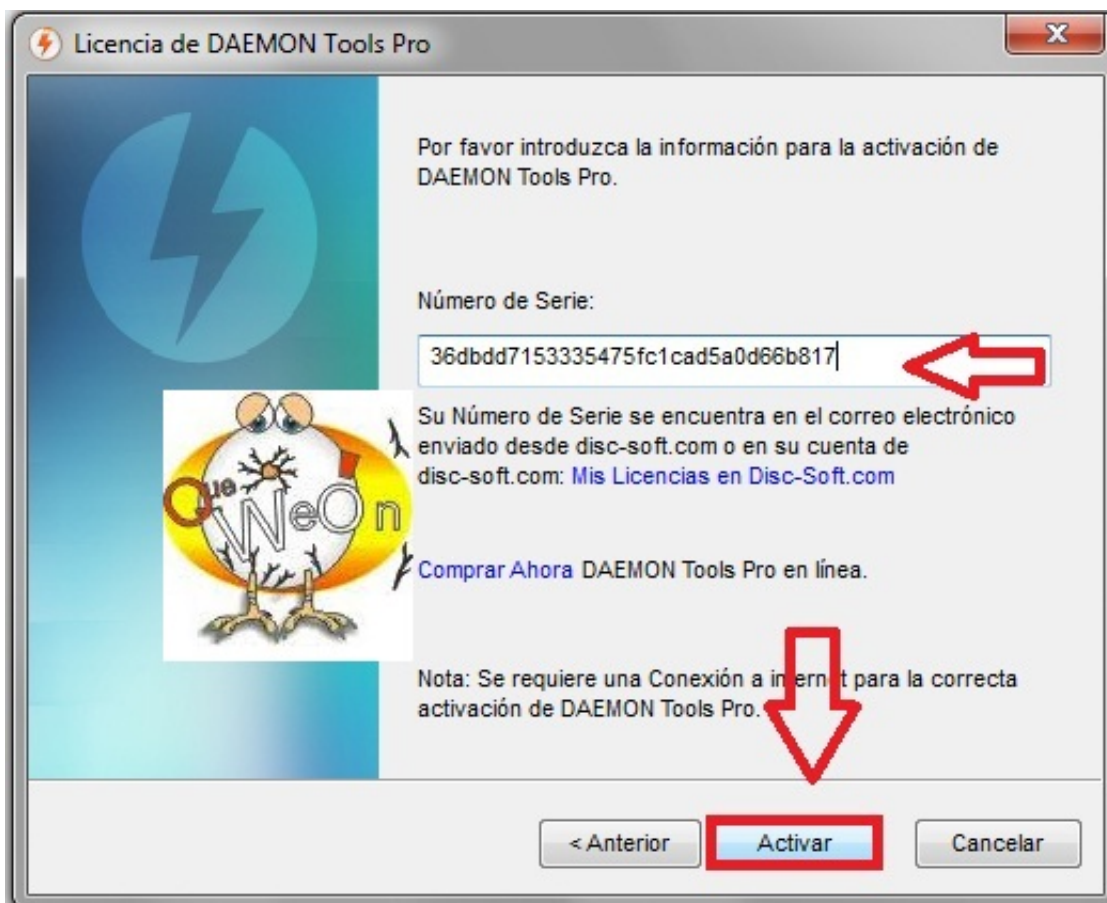 Licencia de DAEMON Tools Pro
Por favor introduzca la información para la activación de
DAEMON Tools Pro.
Número de Serie:
36dbdd7153335475fc1cad5a0d66b817
Su Número de Serie se encuentra en el correo electrónico
enviado desde disc-soft.com o en su cuenta de
disc-soft.com: Mis Licencias en Disc-Soft.com
Que
WeOn
Comprar Ahora DAEMON Tools Pro en línea.
Nota: Se requiere una Conexión a internet para la correcta
activación de DAEMON Tools Pro.
< Anterior
Activar
Cancelar